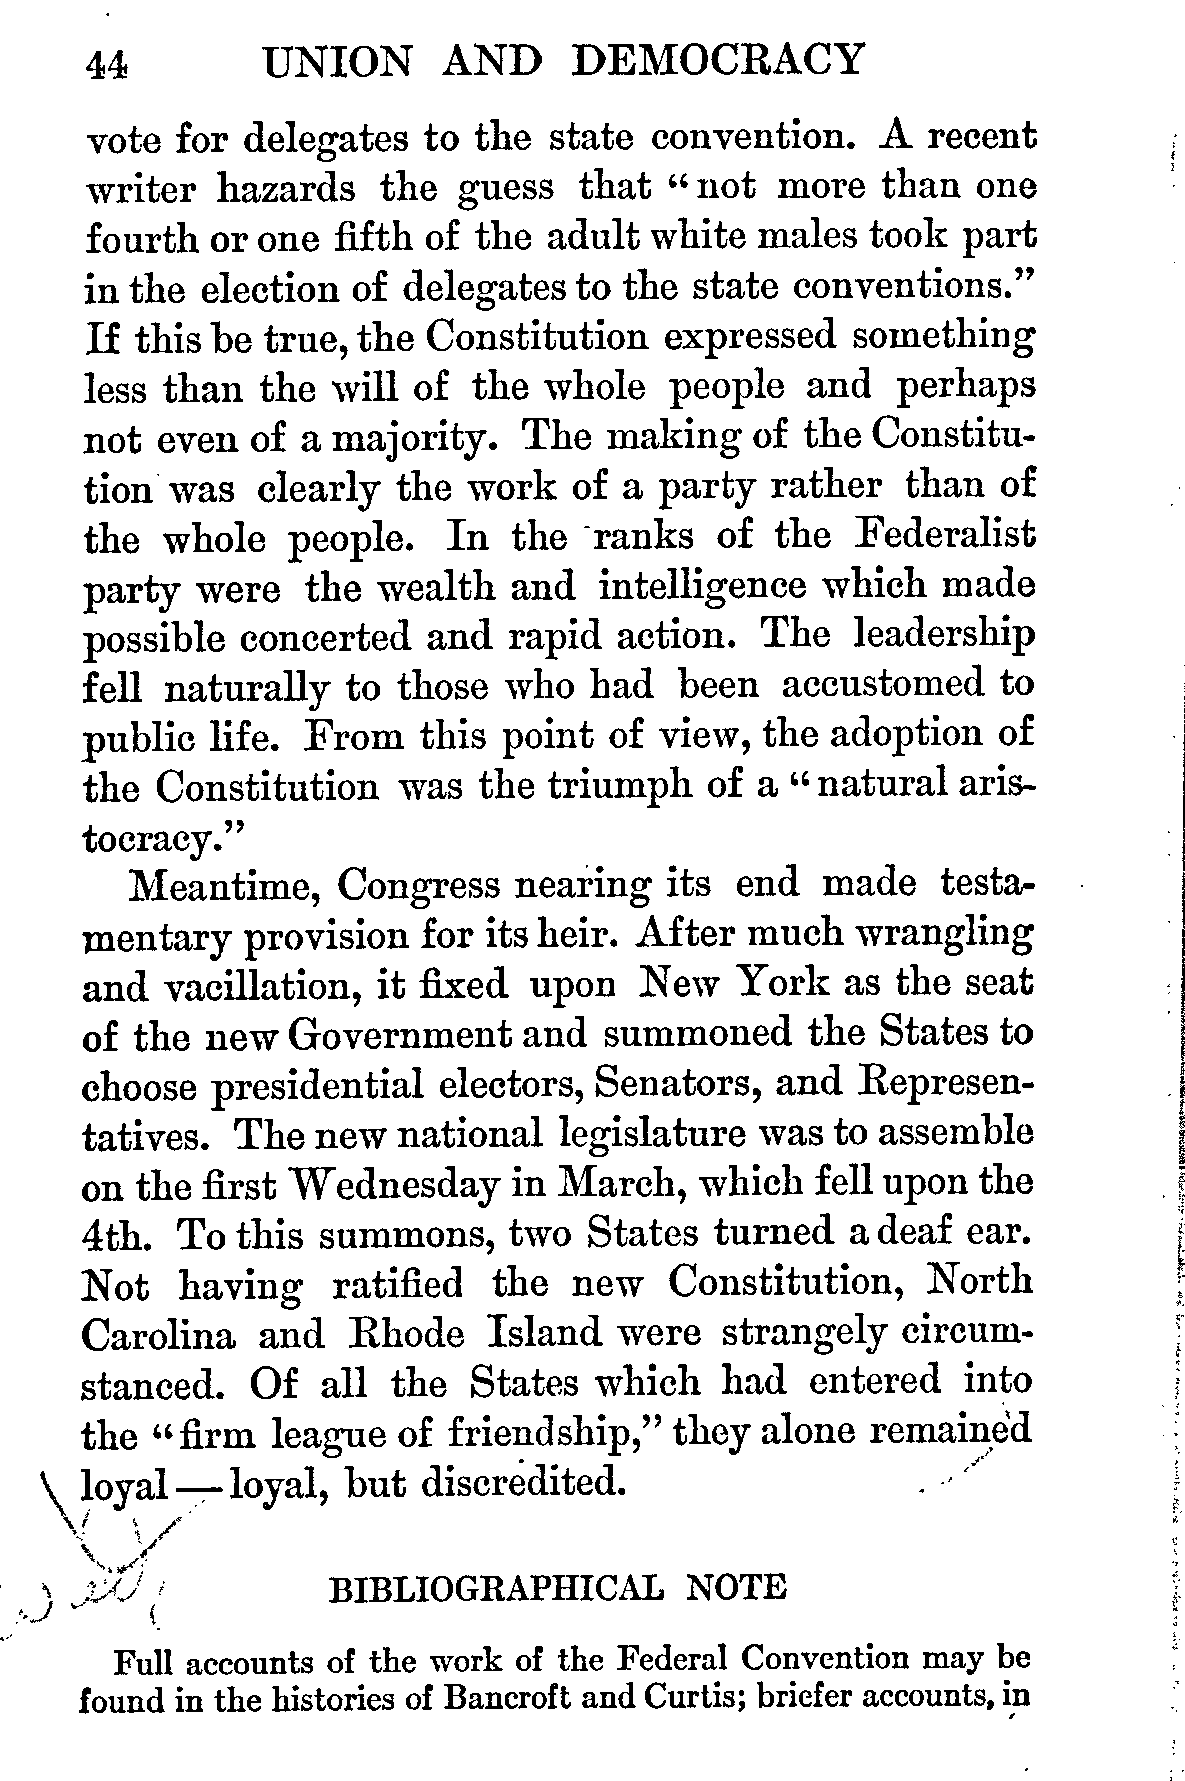 44 UNION AND DEMOCRACY
vote for delegates to the state convention. A recent
writer hazards the guess that “not more than one
fourth or one fifth of the adult white males took part
in the election of delegates to the state conventions.”
If this be true, the Constitution expressed something
less than the will of the whole people and perhaps
not even of a majority. The making of the Constitu-
tion was clearly the work of a party rather than of
the whole people. In the ranks of the Federalist
party were the wealth and intelligence which made
possible concerted and rapid action. The leadership
fell naturally to those who had been accustomed to
public life. From this point of view, the adoption of
the Constitution was the triumph of a “natural aris-
tocracy.”
Meantime, Congress nearing its end made testa-
mentary provision for its heir. After much wrangling
and vacillation, it fixed upon New York as the seat
of the new Government and summoned the States to
choose presidential electors, Senators, and Represen-
tatives. The new national legislature was to assemble
on the first Wednesday in March, which fell upon the
4th. To this summons, two States turned a deaf ear.
Not having ratified the new Constitution, North
Carolina and Rhode Island were strangely circum-
stanced. Of all the States which had entered into
the “firm league of friendship,” they alone remained
loyal — loyal, but discredited.
BIBLIOGRAPHICAL NOTE
Full accounts of the work of the Federal Convention may be
found in the histories of Bancroft and Curtis; briefer accounts, in